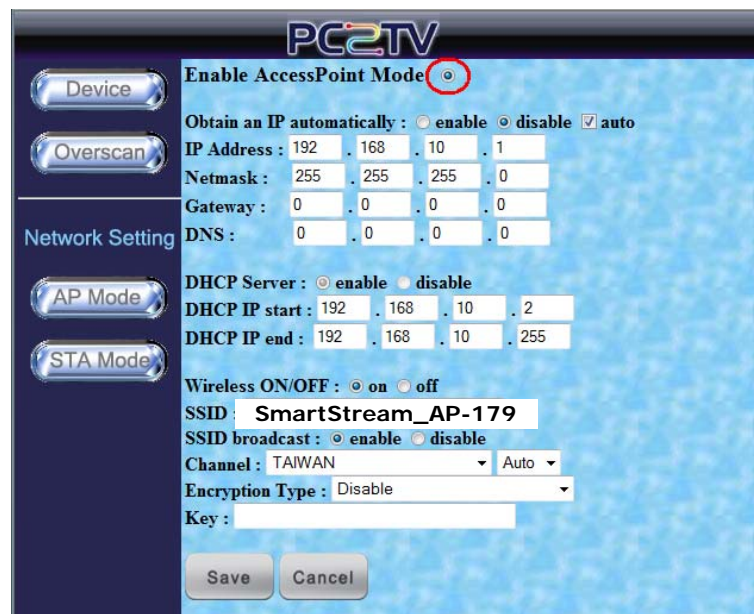 PC2TV
Device
Overscan
Network Setting
AP Mode
STA Mode
Enable AccessPoint Mode
Obtain an IP automatically : enable disable auto
IP Address : 192 . 168 . 10 . 1
Netmask : 255 . 255 . 255 . 0
Gateway : 0 . 0 . 0 . 0
DNS : 0 . 0 . 0 . 0
DHCP Server : enable disable
DHCP IP start : 192 . 168 . 10 . 2
DHCP IP end : 192 . 168 . 10 . 255
Wireless ON/OFF : on off
SSID : SmartStream_AP-179
SSID broadcast : enable disable
Channel : TAIWAN Auto
Encryption Type : Disable
Key :
Save Cancel